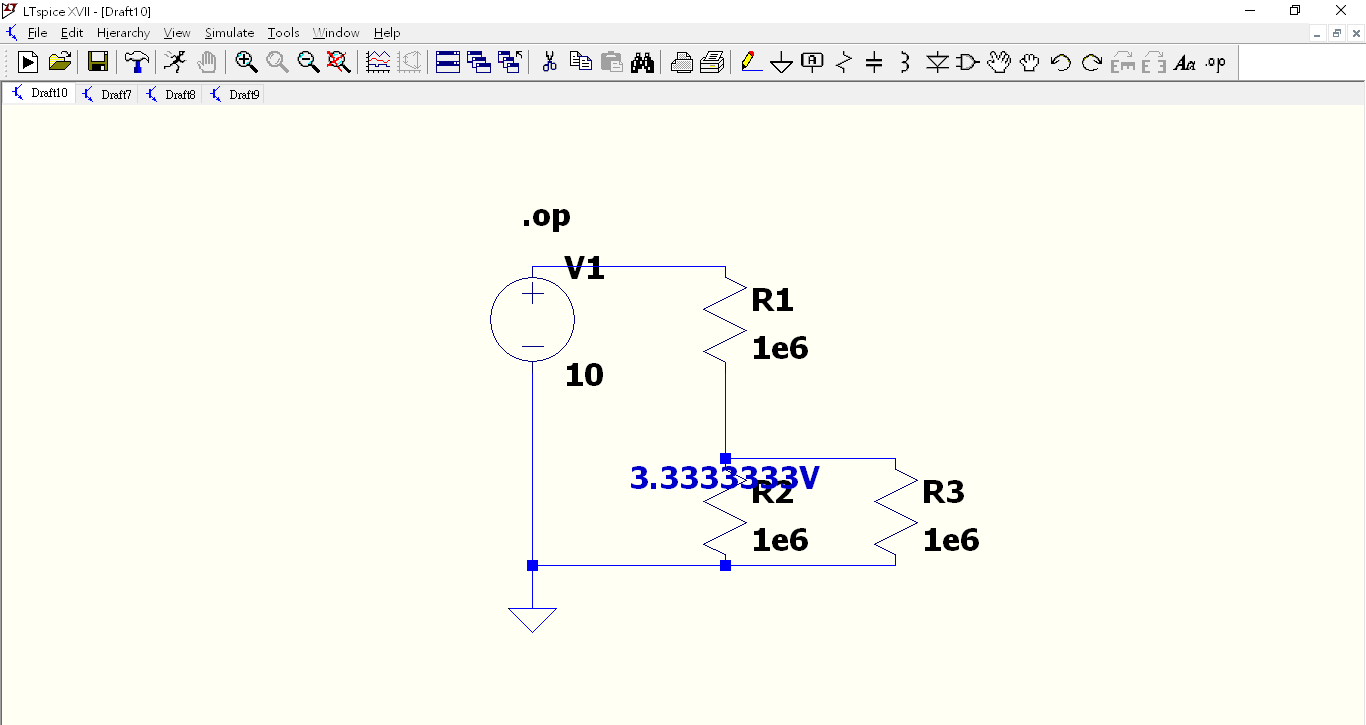 LTspice XVII - [Draft10]
File Edit Hierarchy View Simulate Tools Window Help
A Aa .op
Draft10 Draft7 Draft8 Draft9
.op
V1
R1
1e6
10
3.3333333V
R2 R3
1e6 1e6